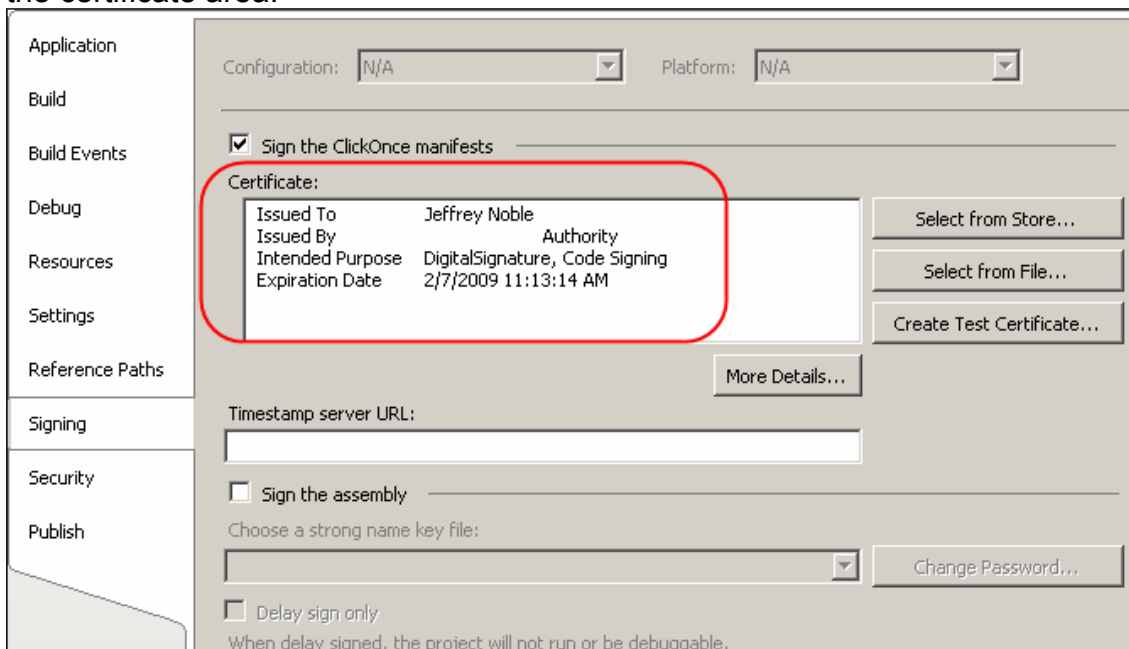 the certificate area.
Application
Build
Build Events
Debug
Resources
Settings
Reference Paths
Signing
Security
Publish
Configuration: N/A Platform: N/A
Sign the ClickOnce manifests
Certificate:
Issued To Jeffrey Noble
Issued By Authority
Intended Purpose DigitalSignature, Code Signing
Expiration Date 2/7/2009 11:13:14 AM
Select from Store...
Select from File...
Create Test Certificate...
More Details...
Timestamp server URL:
Sign the assembly
Choose a strong name key file:
Change Password...
Delay sign only
When delay signed, the project will not run or be debuggable.